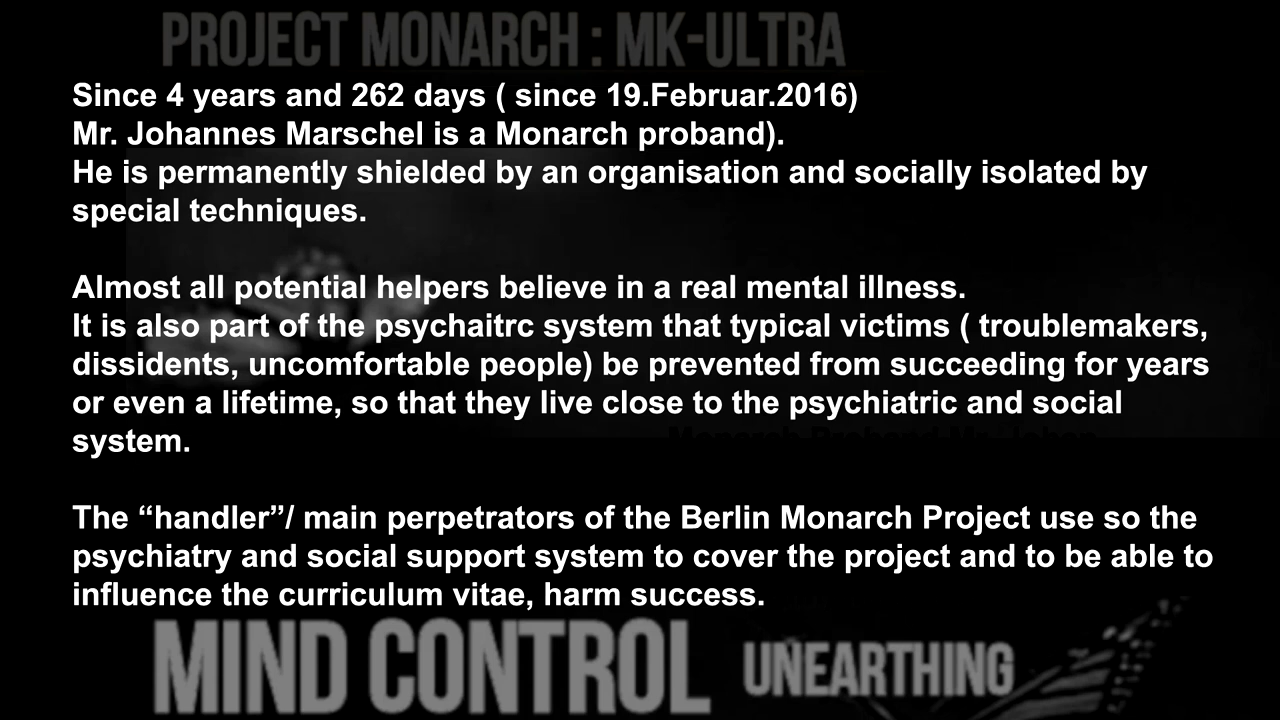 PROJECT MONARCH : MK-ULTRA
Since 4 years and 262 days ( since 19.Februar.2016)
Mr. Johannes Marschel is a Monarch proband).
He is permanently shielded by an organisation and socially isolated by
special techniques.
Almost all potential helpers believe in a real mental illness.
It is also part of the psychaitrc system that typical victims ( troublemakers,
dissidents, uncomfortable people) be prevented from succeeding for years
or even a lifetime, so that they live close to the psychiatric and social
system.
The “handler”/ main perpetrators of the Berlin Monarch Project use so the
psychiatry and social support system to cover the project and to be able to
influence the curriculum vitae, harm success.
MIND CONTROL UNEARTHING